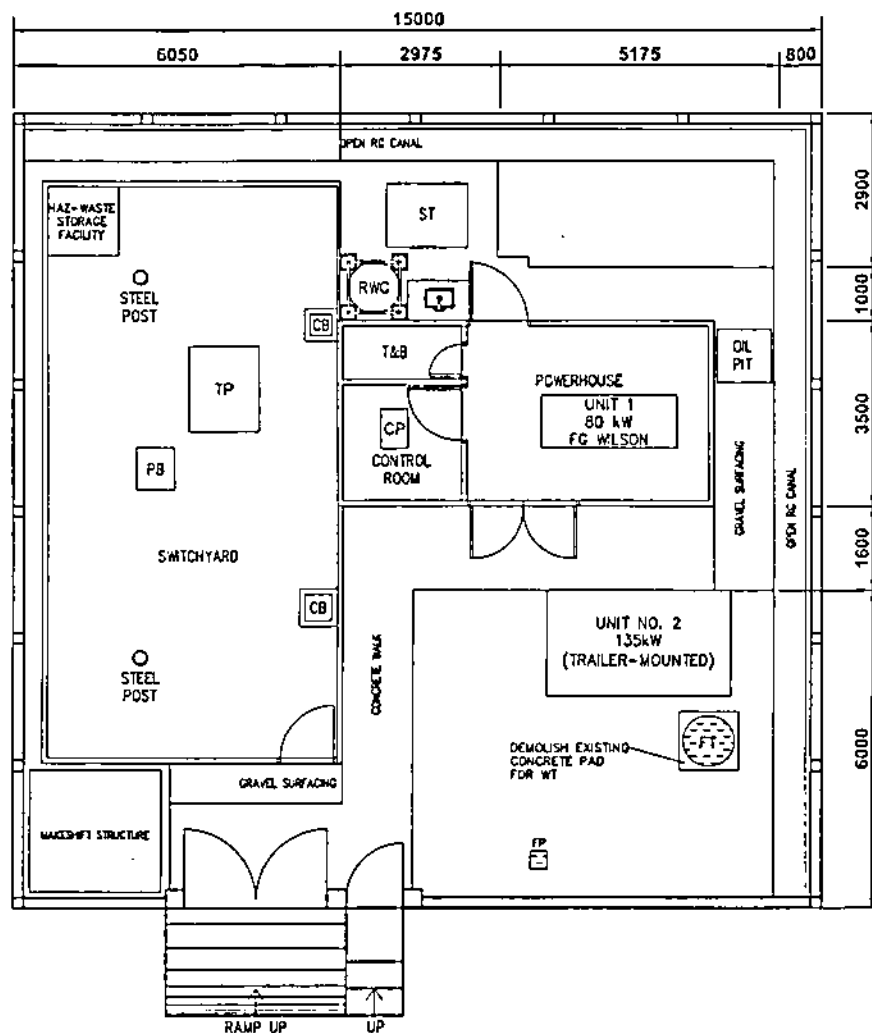 15000
6050
2975
5175
800
OPEN RC CANAL
2900
HAZ-WASTE
STORAGE
FACILITY
ST
STEEL
POST
RWC
1000
CB
T&B
OIL
PIT
TP
POWERHOUSE
UNIT 1
80 kW
FG WILSON
3500
CP
CONTROL
ROOM
PB
GRAVEL SURFACING
OPEN RC CANAL
SWITCHYARD
1600
CB
UNIT NO. 2
135kW
(TRAILER-MOUNTED)
STEEL
POST
CONCRETE WALK
FT
DEMOLISH EXISTING
CONCRETE PAD
FOR WT
6000
GRAVEL SURFACING
MAKESHIFT STRUCTURE
FP
RAMP UP
UP